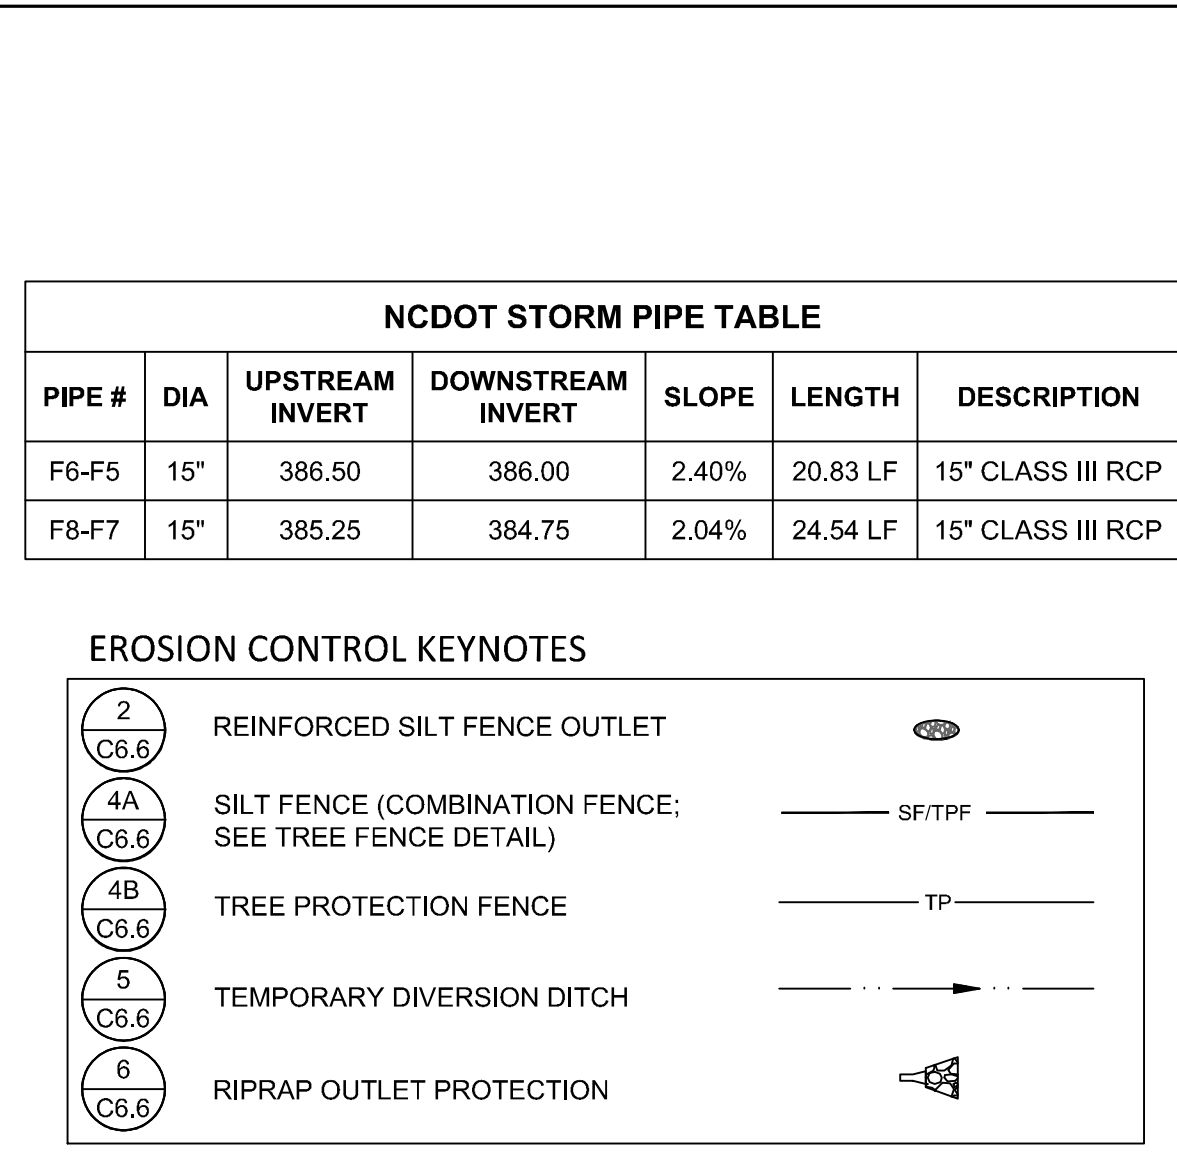 NCDOT STORM PIPE TABLE
PIPE # DIA UPSTREAM INVERT DOWNSTREAM INVERT SLOPE LENGTH DESCRIPTION
F6-F5 15" 386.50 386.00 2.40% 20.83 LF 15" CLASS III RCP
F8-F7 15" 385.25 384.75 2.04% 24.54 LF 15" CLASS III RCP
EROSION CONTROL KEYNOTES
2
C6.6
REINFORCED SILT FENCE OUTLET
4A
C6.6
SILT FENCE (COMBINATION FENCE;
SEE TREE FENCE DETAIL)
SF/TPF
4B
C6.6
TREE PROTECTION FENCE
TP
5
C6.6
TEMPORARY DIVERSION DITCH
6
C6.6
RIPRAP OUTLET PROTECTION